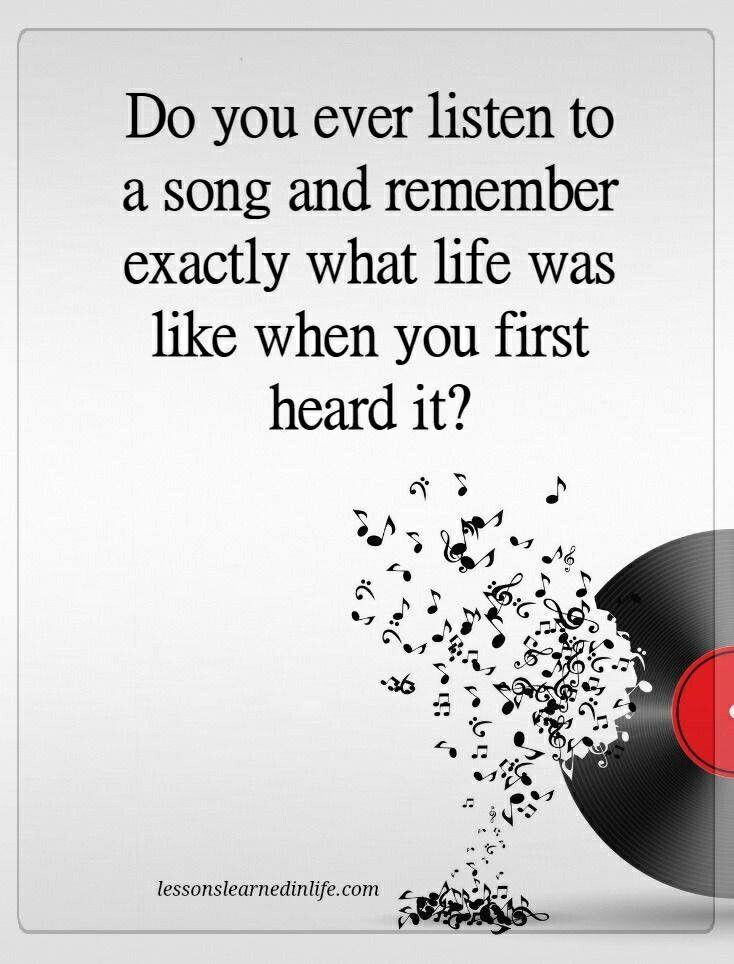 Do you ever listen to
a song and remember
exactly what life was
like when you first
heard it?
lessonslearnedinlife.com